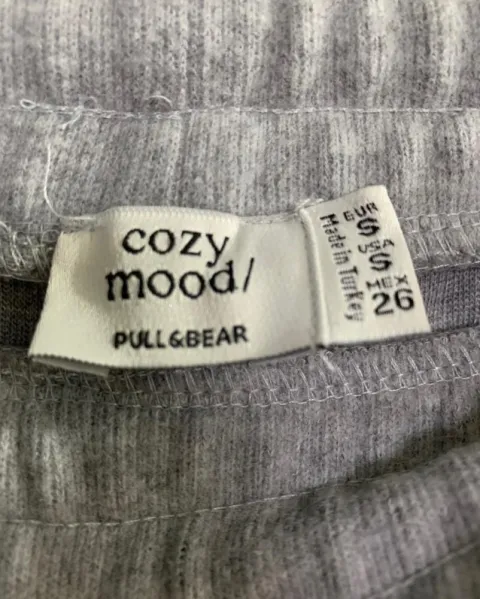 cozy
mood/
PULL&BEAR
Made in Turkey
EUR
S
USA
S
MEX
26